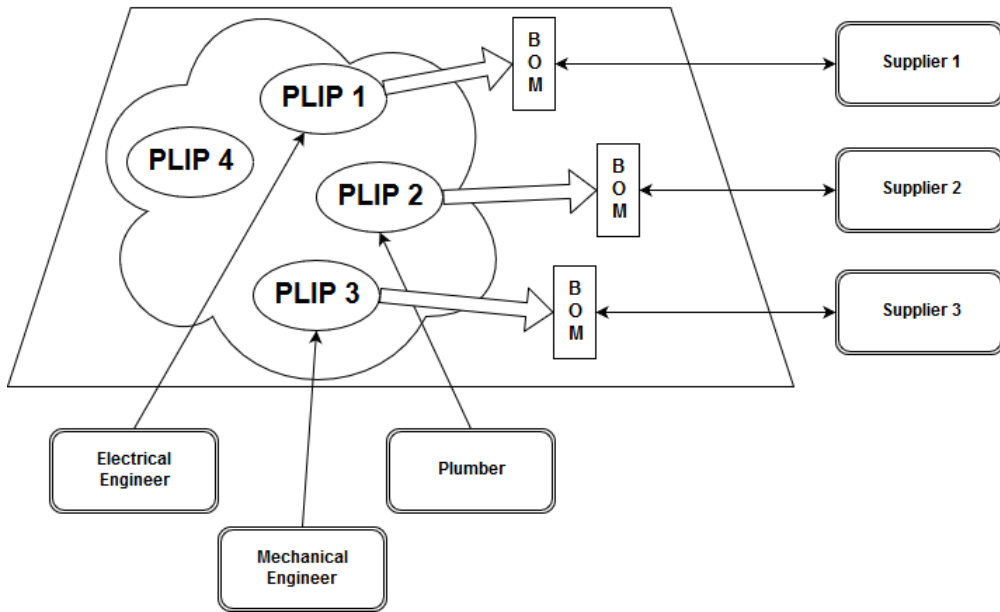 PLIP 1
B
O
M
Supplier 1
PLIP 4
PLIP 2
B
O
M
Supplier 2
PLIP 3
B
O
M
Supplier 3
Electrical
Engineer
Plumber
Mechanical
Engineer